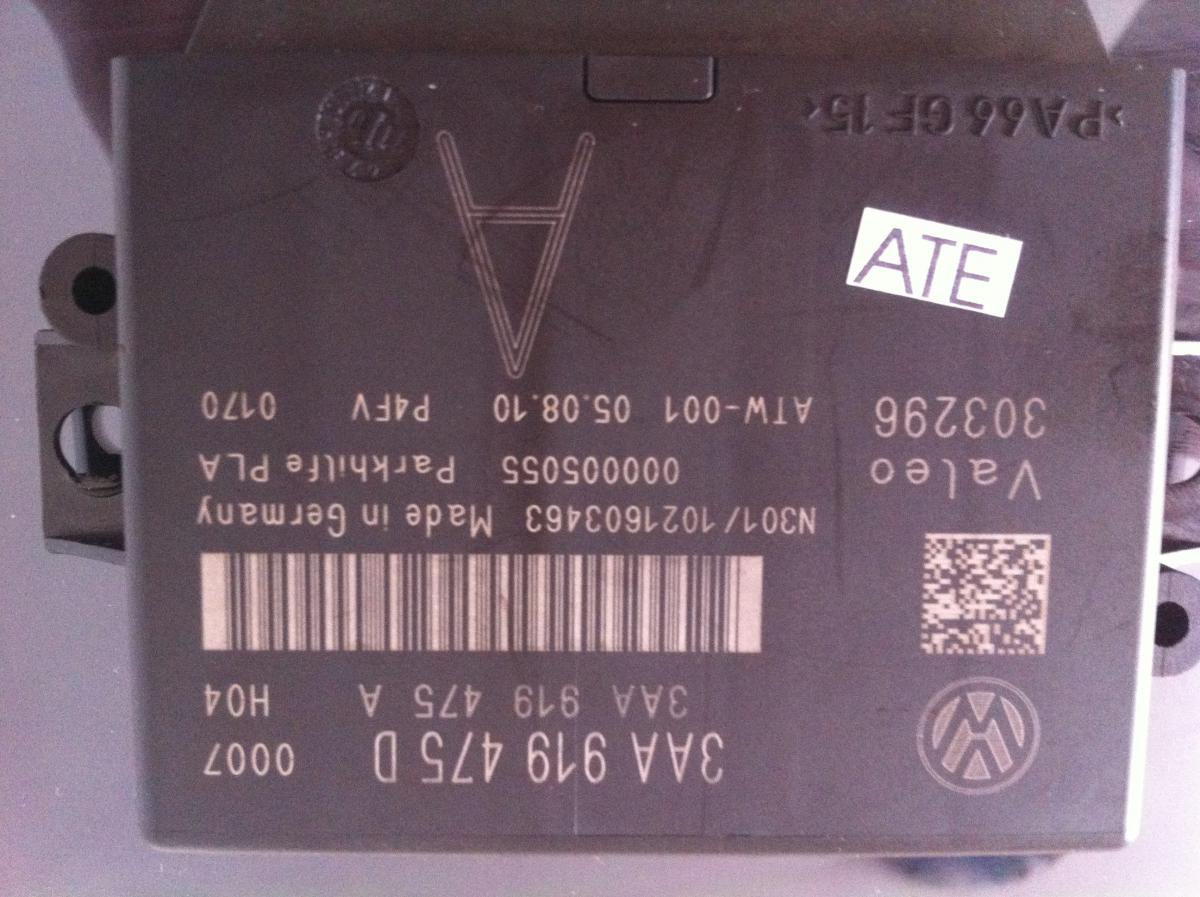 3AA 919 475 D 0007
3AA 919 475 A H04
N301/1021603463 Made in Germany
Valeo 000005055 Parkhilfe PLA
303296 ATW-001 05.08.10 P4FV 0170
A
ATE
>PA66 GF 15<